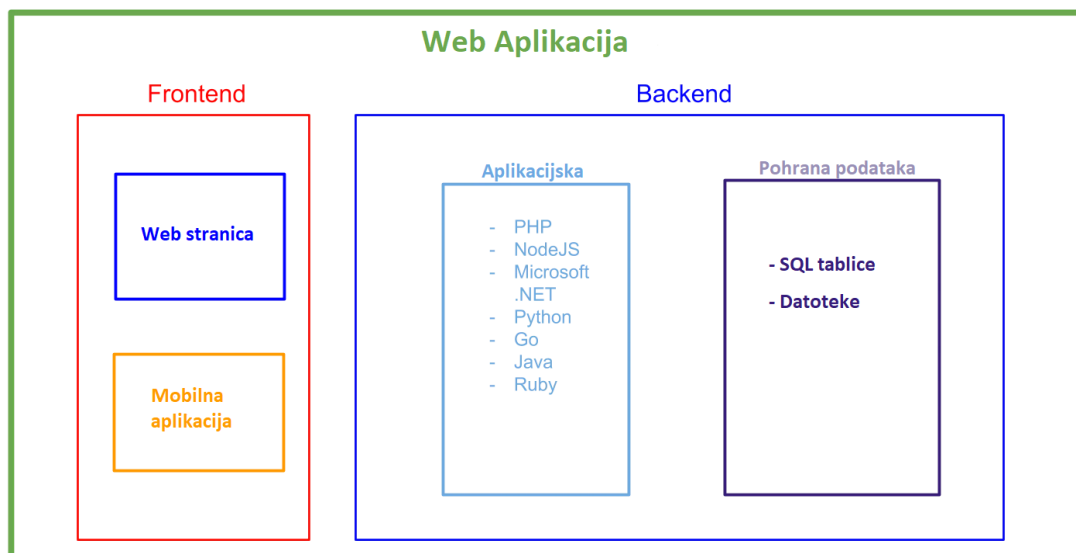 Web Aplikacija
Frontend
Web stranica
Mobilna
aplikacija
Backend
Aplikacijska
- PHP
- NodeJS
- Microsoft
.NET
- Python
- Go
- Java
- Ruby
Pohrana podataka
- SQL tablice
- Datoteke